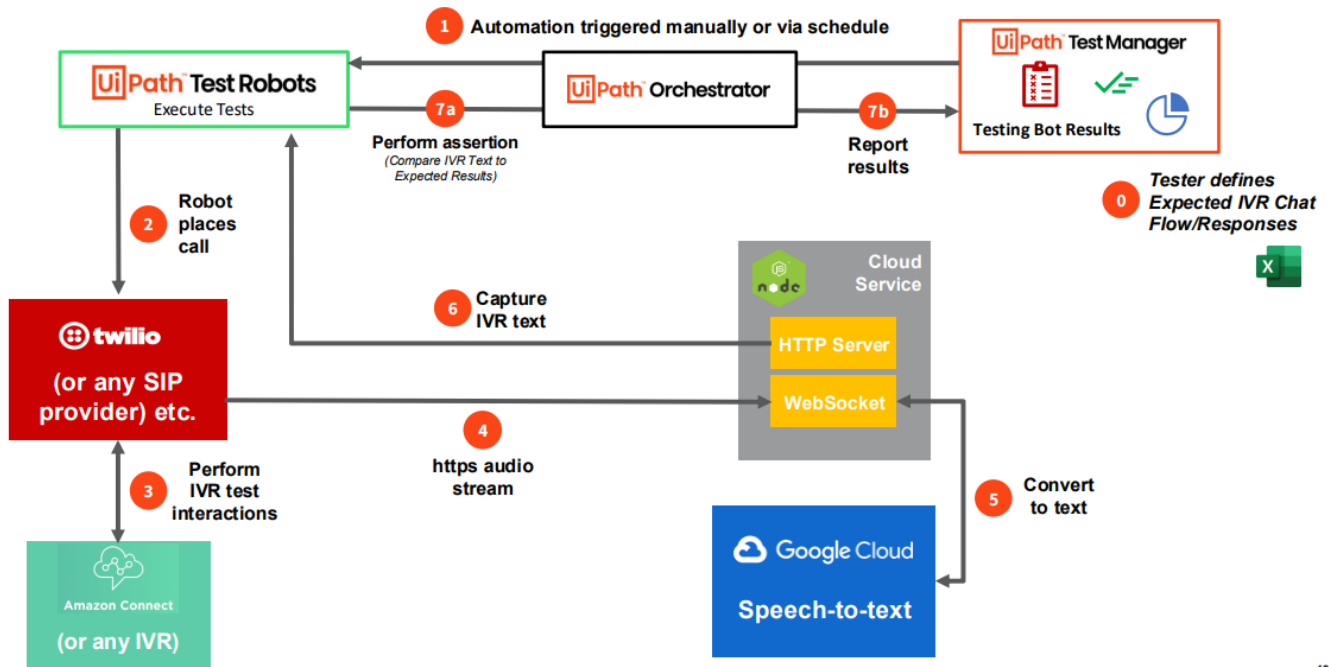 1 Automation triggered manually or via schedule
UiPath™ Test Robots
Execute Tests
UiPath™ Orchestrator
UiPath™ Test Manager
Testing Bot Results
7a
Perform assertion
(Compare IVR Text to
Expected Results)
7b
Report
results
0
Tester defines
Expected IVR Chat
Flow/Responses
X
2
Robot
places
call
6
Capture
IVR text
JS
node
Cloud
Service
HTTP Server
WebSocket
twilio
(or any SIP
provider) etc.
4
https audio
stream
3
Perform
IVR test
interactions
5
Convert
to text
Amazon Connect
(or any IVR)
Google Cloud
Speech-to-text